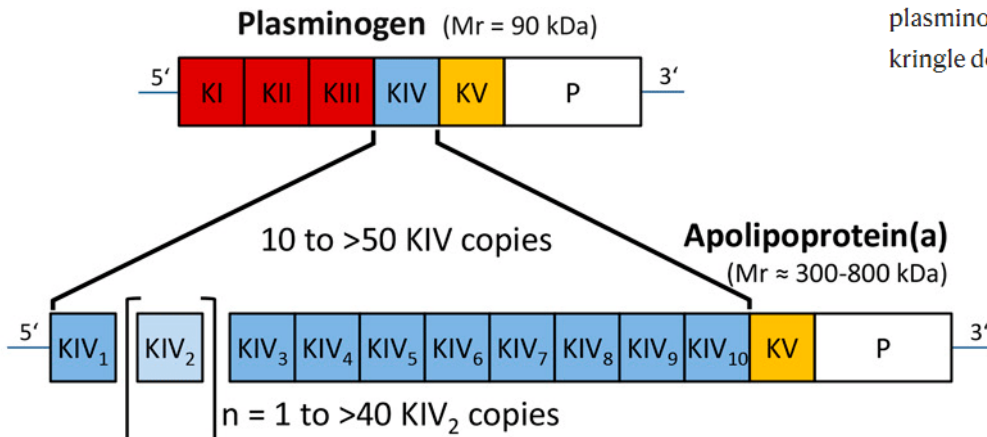 Plasminogen (Mr = 90 kDa)
plasmino
kringle de
5‘ KI KII KIII KIV KV P 3‘
10 to >50 KIV copies
Apolipoprotein(a)
(Mr ≈ 300-800 kDa)
5‘ KIV₁ KIV₂ KIV₃ KIV₄ KIV₅ KIV₆ KIV₇ KIV₈ KIV₉ KIV₁₀ KV P 3‘
n = 1 to >40 KIV₂ copies